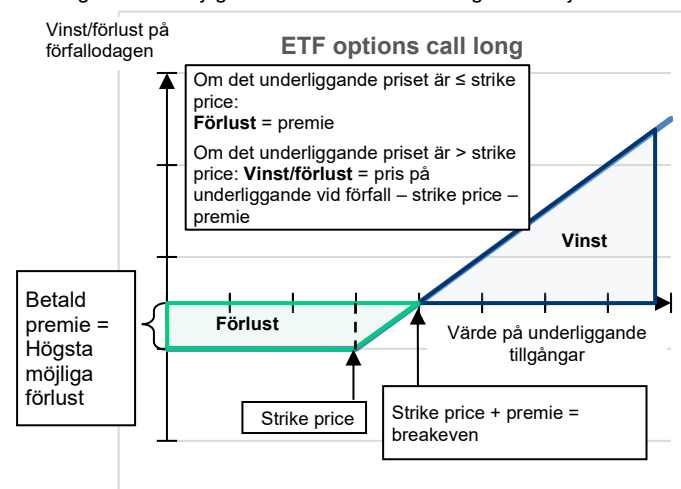 Vinst/förlust på
förfallodagen
ETF options call long
Om det underliggande priset är ≤ strike
price:
Förlust = premie
Om det underliggande priset är > strike
price: Vinst/förlust = pris på
underliggande vid förfall – strike price –
premie
Vinst
Betald
premie =
Högsta
möjliga
förlust
Förlust
Värde på underliggande
tillgångar
Strike price
Strike price + premie =
breakeven